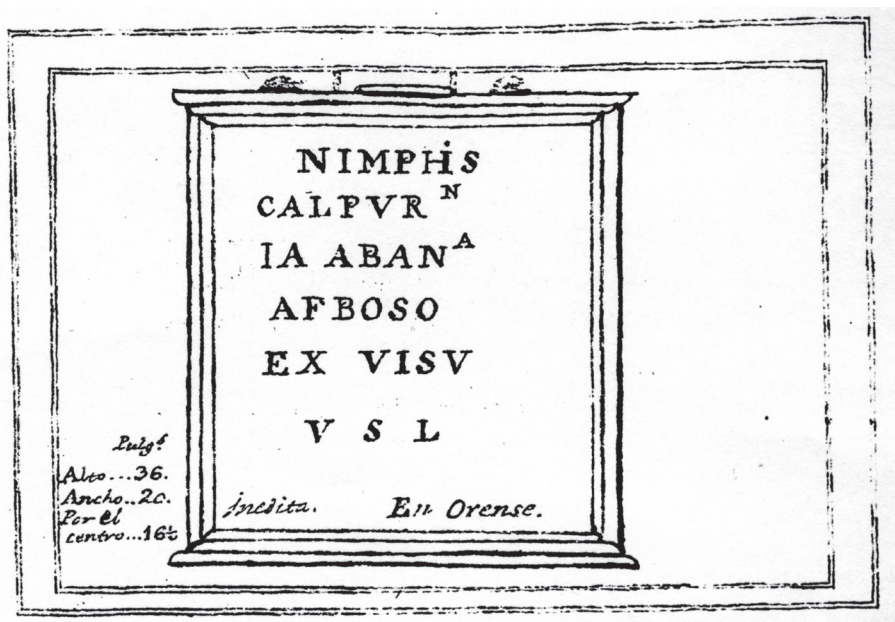 NIMPHIS
CALPVRN
IA ABANA
AFBOSO
EX VISV
V S L
Inedita. En Orense.
Pulgs
Alto...36.
Ancho..20.
Por el
centro...16½